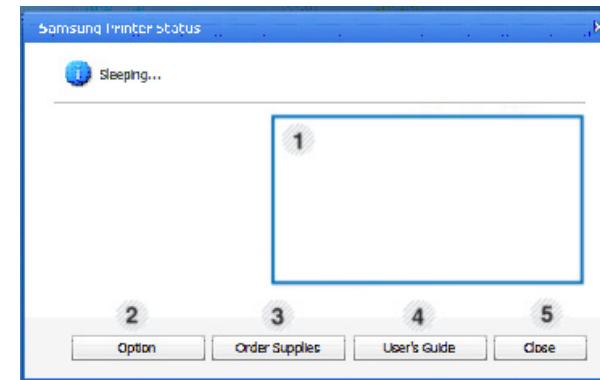 Samsung Printer Status
Sleeping...
1
2
3
4
5
Option
Order Supplies
User's Guide
Close